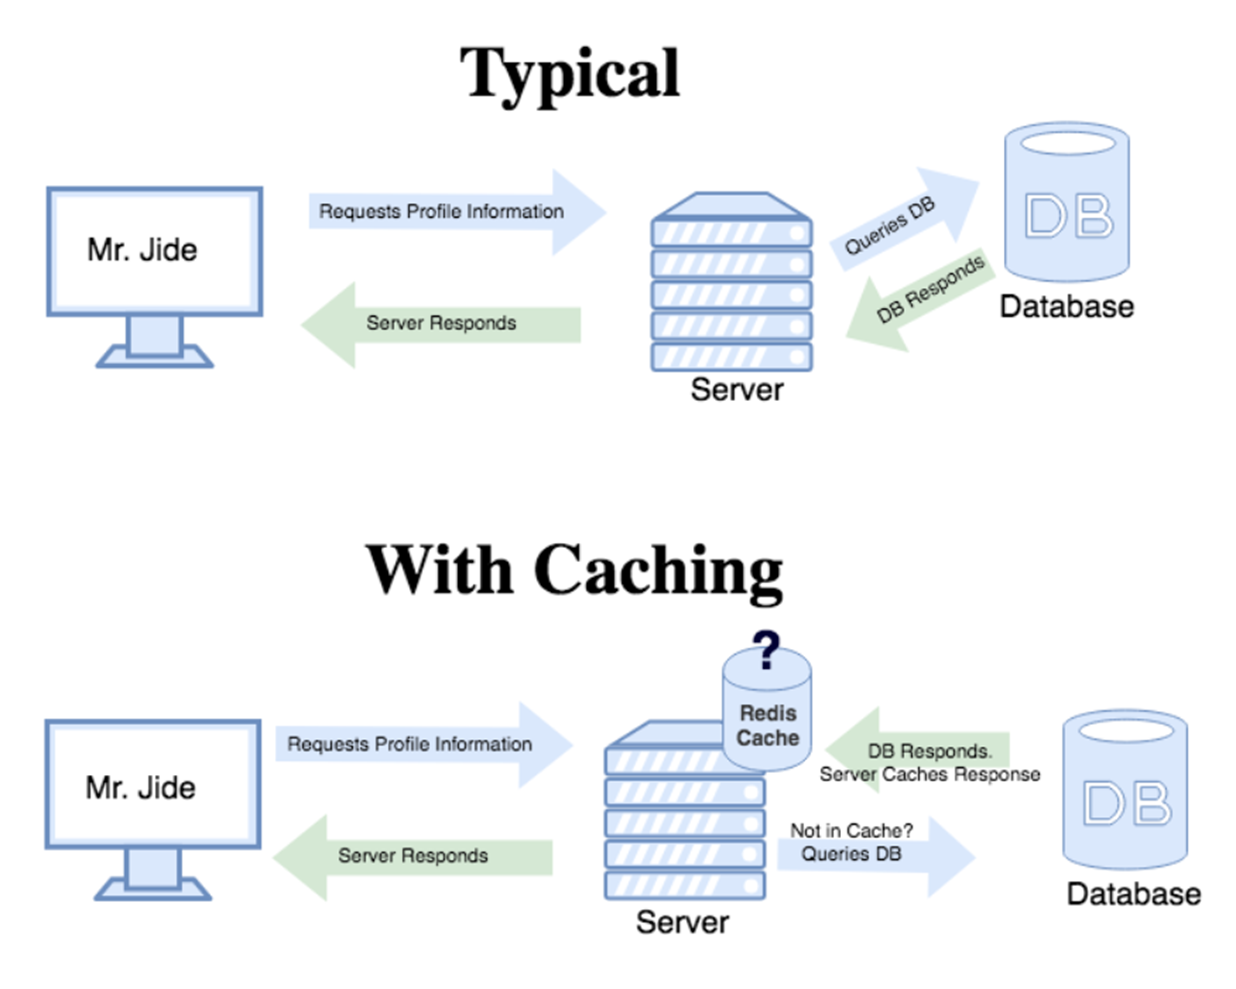 Typical
Mr. Jide
Requests Profile Information
Server Responds
Server
Queries DB
DB Responds
DB
Database
With Caching
Mr. Jide
Requests Profile Information
Server Responds
?
Redis
Cache
Server
DB Responds.
Server Caches Response
Not in Cache?
Queries DB
DB
Database